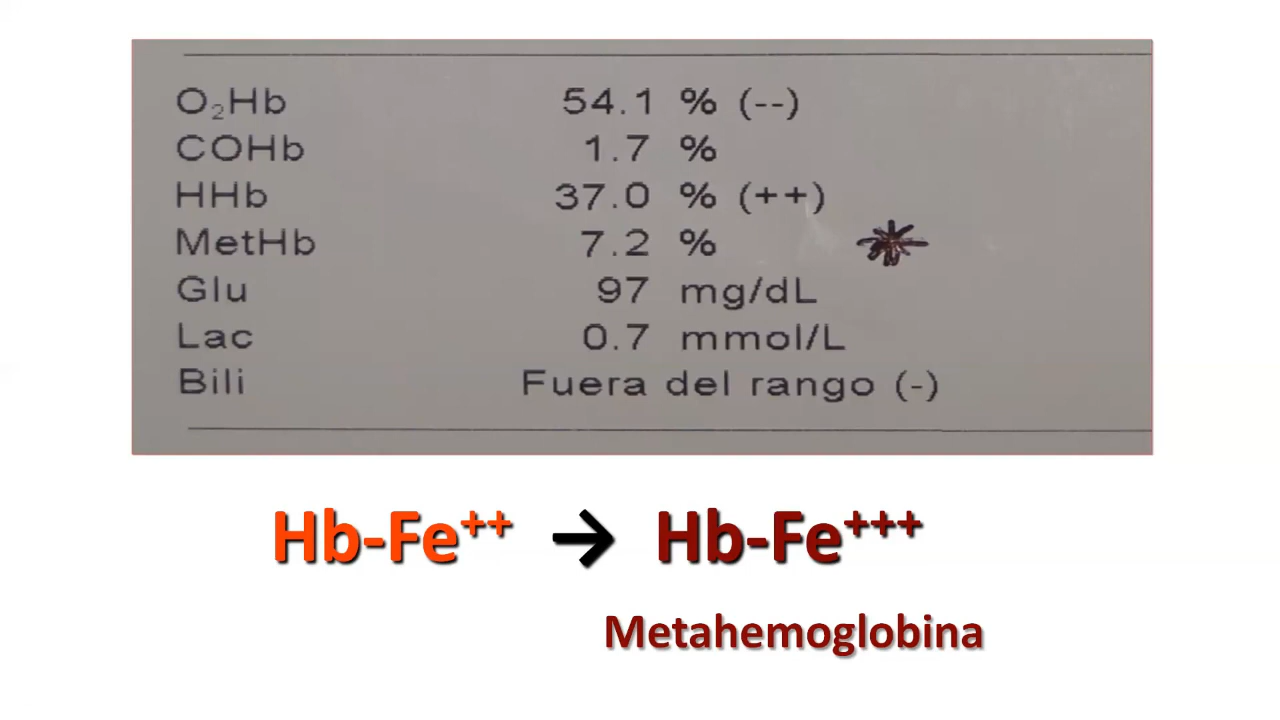 O₂Hb 54.1 % (--)
COHb 1.7 %
HHb 37.0 % (++)
MetHb 7.2 %
Glu 97 mg/dL
Lac 0.7 mmol/L
Bili Fuera del rango (-)
Hb-Fe⁺⁺ → Hb-Fe⁺⁺⁺
Metahemoglobina